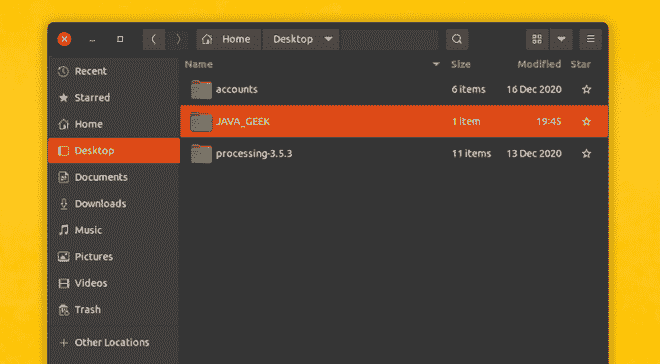 Home Desktop
Name Size Modified Star
Recent
Starred
Home
Desktop
Documents
Downloads
Music
Pictures
Videos
Trash
Other Locations
accounts 6 items 16 Dec 2020
JAVA_GEEK 1 item 19:45
processing-3.5.3 11 items 13 Dec 2020